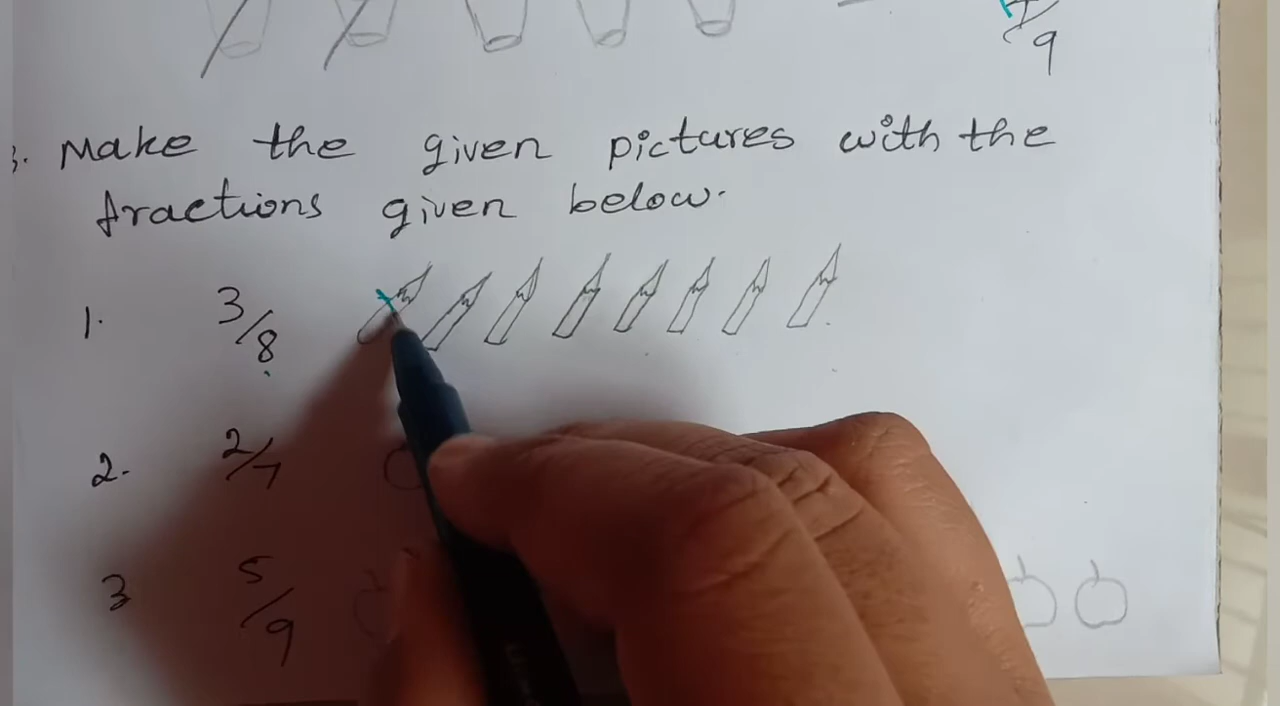 9
3. Make the given pictures with the
fractions given below.
1. 3/8
2. 2/7
3 5/9